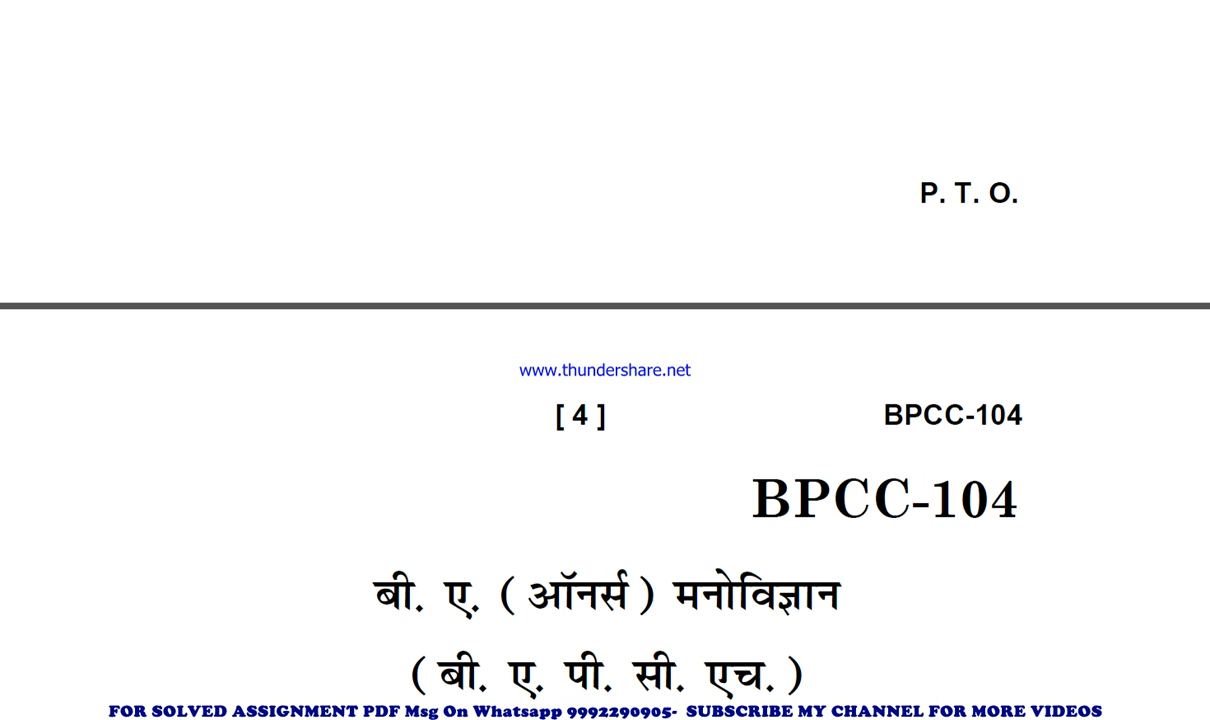 P. T. O.
www.thundershare.net
[ 4 ] BPCC-104
BPCC-104
बी. ए. ( ऑनर्स ) मनोविज्ञान
( बी. ए. पी. सी. एच. )
FOR SOLVED ASSIGNMENT PDF Msg On Whatsapp 9992290905- SUBSCRIBE MY CHANNEL FOR MORE VIDEOS